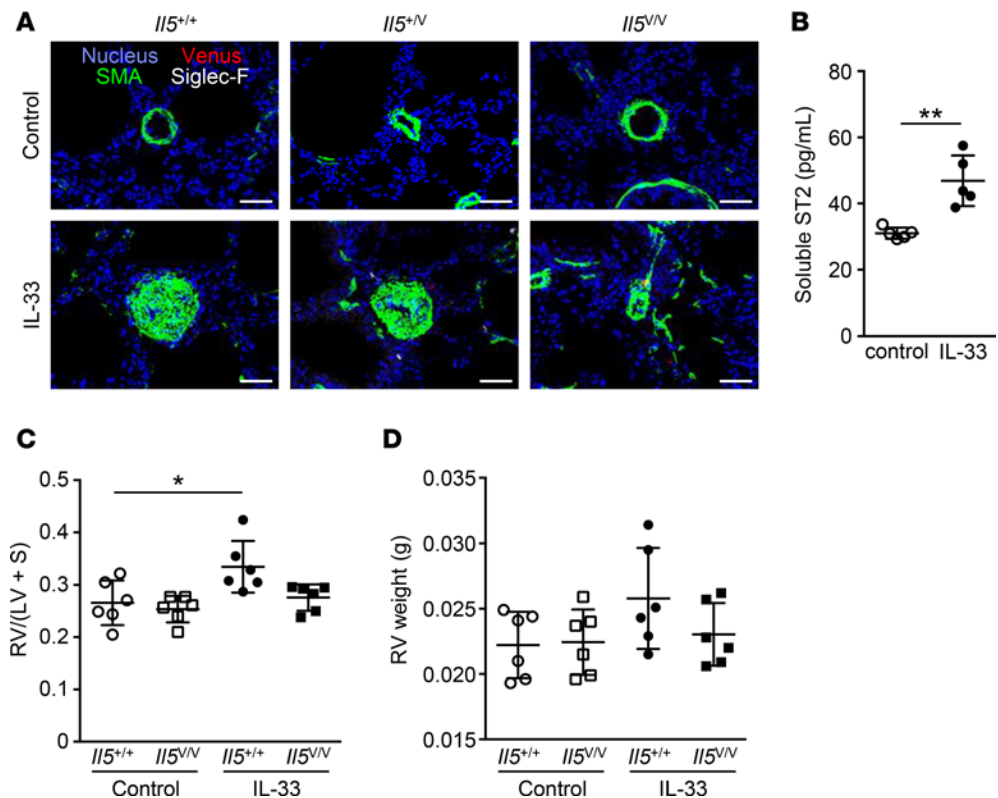 A
Il5+/+
Il5+/V
Il5V/V
Nucleus Venus
SMA Siglec-F
Control
IL-33
B
Soluble ST2 (pg/mL)
80
60
40
20
0
**
control IL-33
C
RV/(LV + S)
0.5
0.4
0.3
0.2
0.1
0
*
Il5+/+ Il5V/V Il5+/+ Il5V/V
Control IL-33
D
RV weight (g)
0.035
0.030
0.025
0.020
0.015
Il5+/+ Il5V/V Il5+/+ Il5V/V
Control IL-33